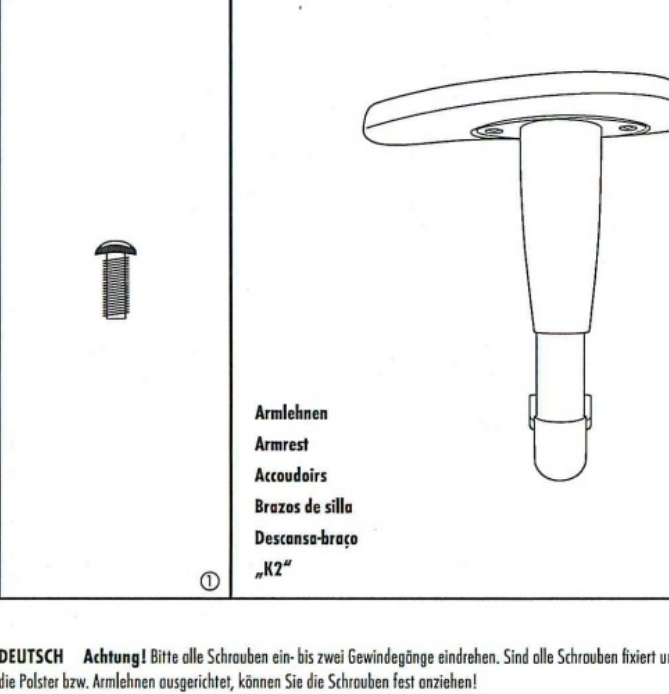 Armlehnen
Armrest
Accoudoirs
Brazos de silla
Descansa-braço
„K2“
①
DEUTSCH Achtung! Bitte alle Schrauben ein- bis zwei Gewindegänge eindrehen. Sind alle Schrauben fixiert
die Polster bzw. Armlehnen ausgerichtet, können Sie die Schrauben fest anziehen!